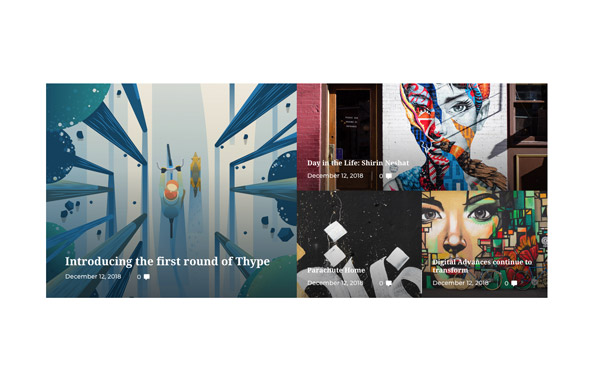 Day in the Life: Shirin Neshat
December 12, 2018 0
Introducing the first round of Thype
December 12, 2018 0
Parachute Home
December 12, 2018 0
Digital Advances continue to
transform
December 12, 2018 0